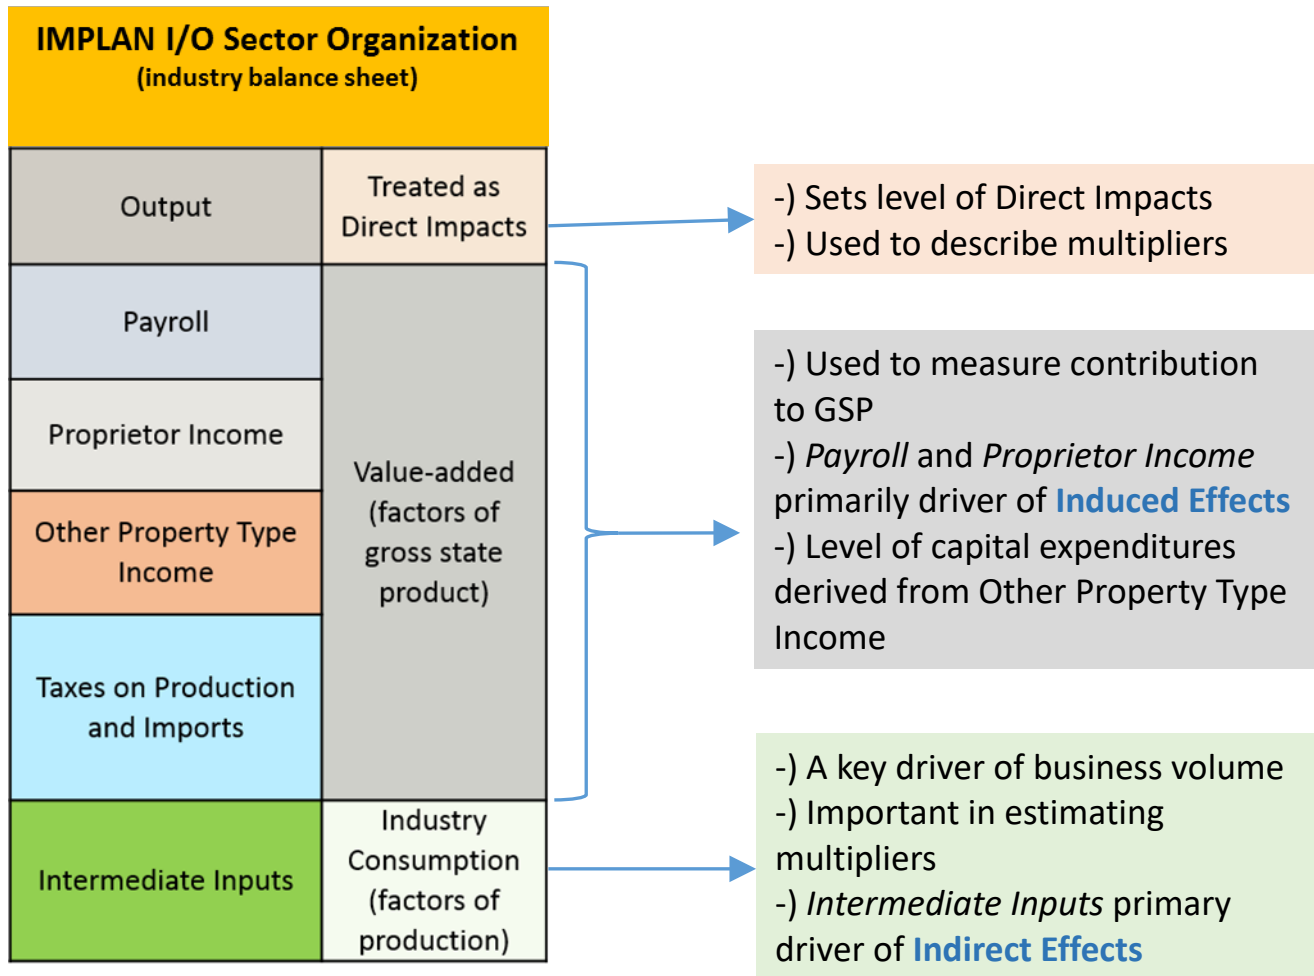 IMPLAN I/O Sector Organization
(industry balance sheet)
Output
Treated as
Direct Impacts
-) Sets level of Direct Impacts
-) Used to describe multipliers
Payroll
Proprietor Income
Other Property Type
Income
Taxes on Production
and Imports
Value-added
(factors of
gross state
product)
-) Used to measure contribution
to GSP
-) Payroll and Proprietor Income
primarily driver of Induced Effects
-) Level of capital expenditures
derived from Other Property Type
Income
Intermediate Inputs
Industry
Consumption
(factors of
production)
-) A key driver of business volume
-) Important in estimating
multipliers
-) Intermediate Inputs primary
driver of Indirect Effects